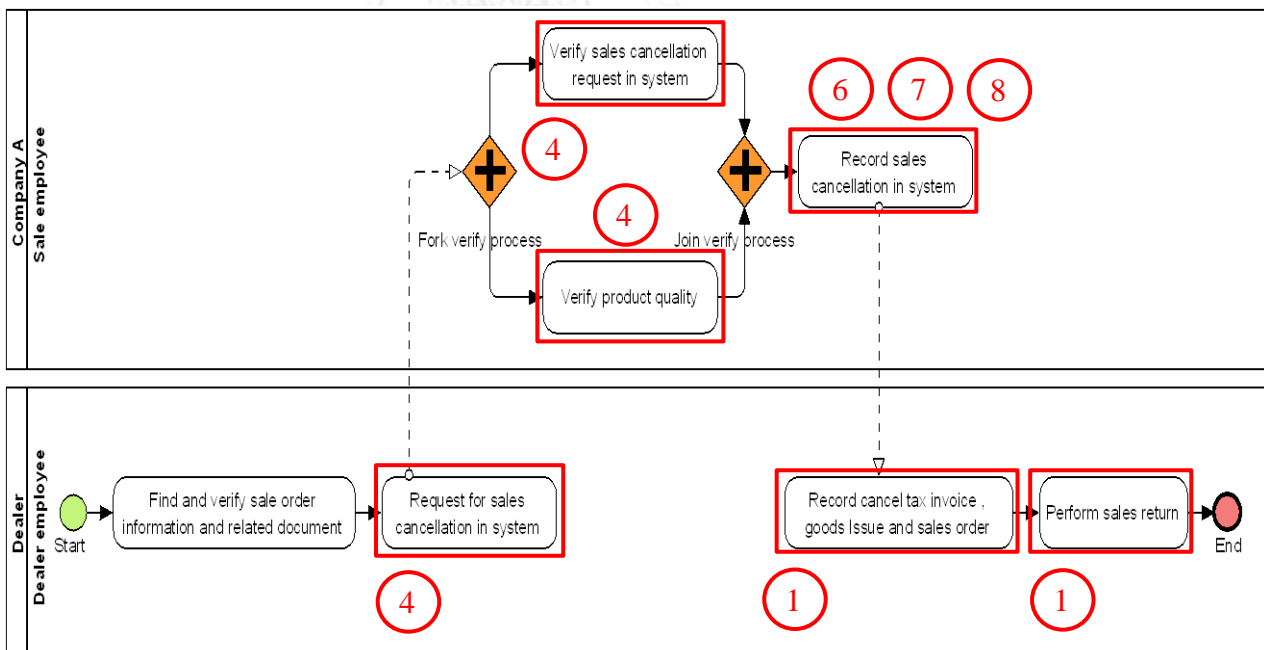 Company A
Sale employee
Verify sales cancellation
request in system
4
Fork verify process
4
Verify product quality
Join verify process
6 7 8
Record sales
cancellation in system
Dealer
Dealer employee
Start
Find and verify sale order
information and related document
Request for sales
cancellation in system
4
Record cancel tax invoice ,
goods Issue and sales order
1
Perform sales return
1
End